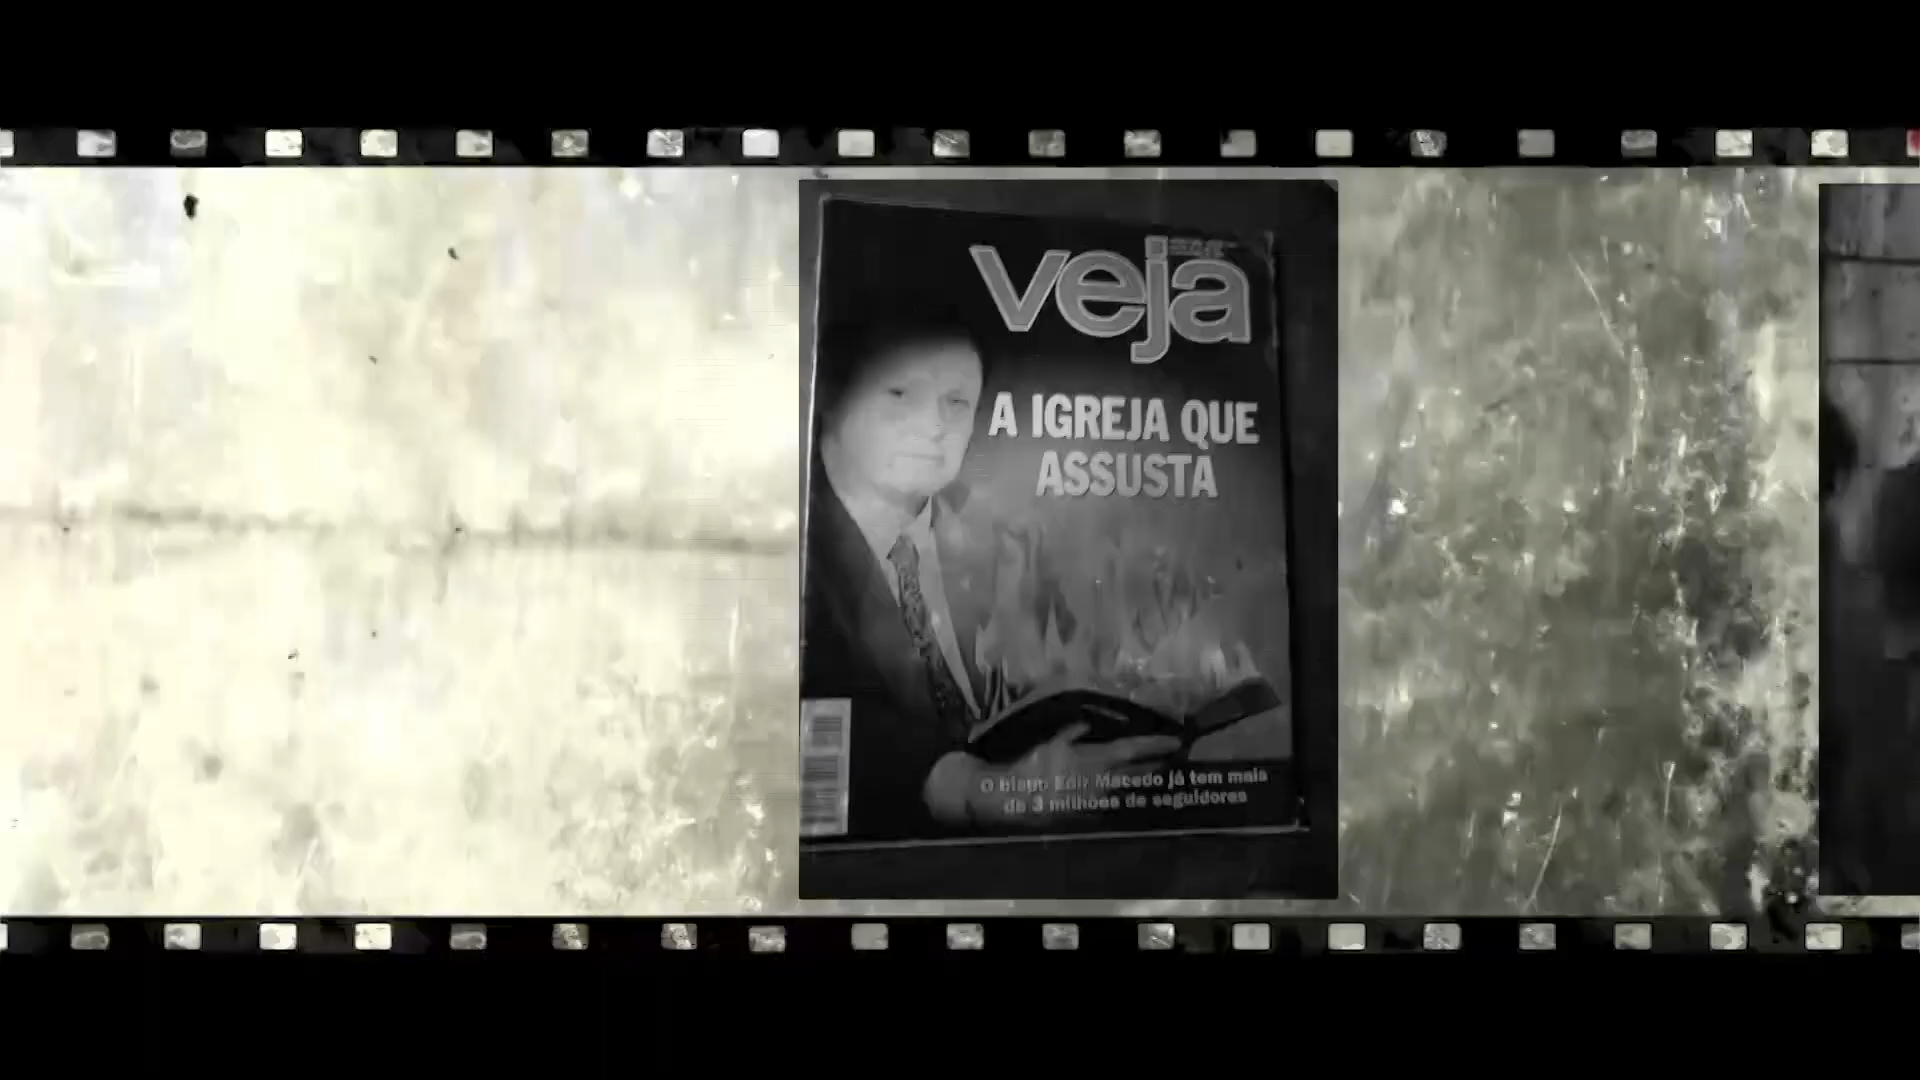 veja
A IGREJA QUE
ASSUSTA
O bispo Edir Macedo já tem mais
de 3 milhões de seguidores